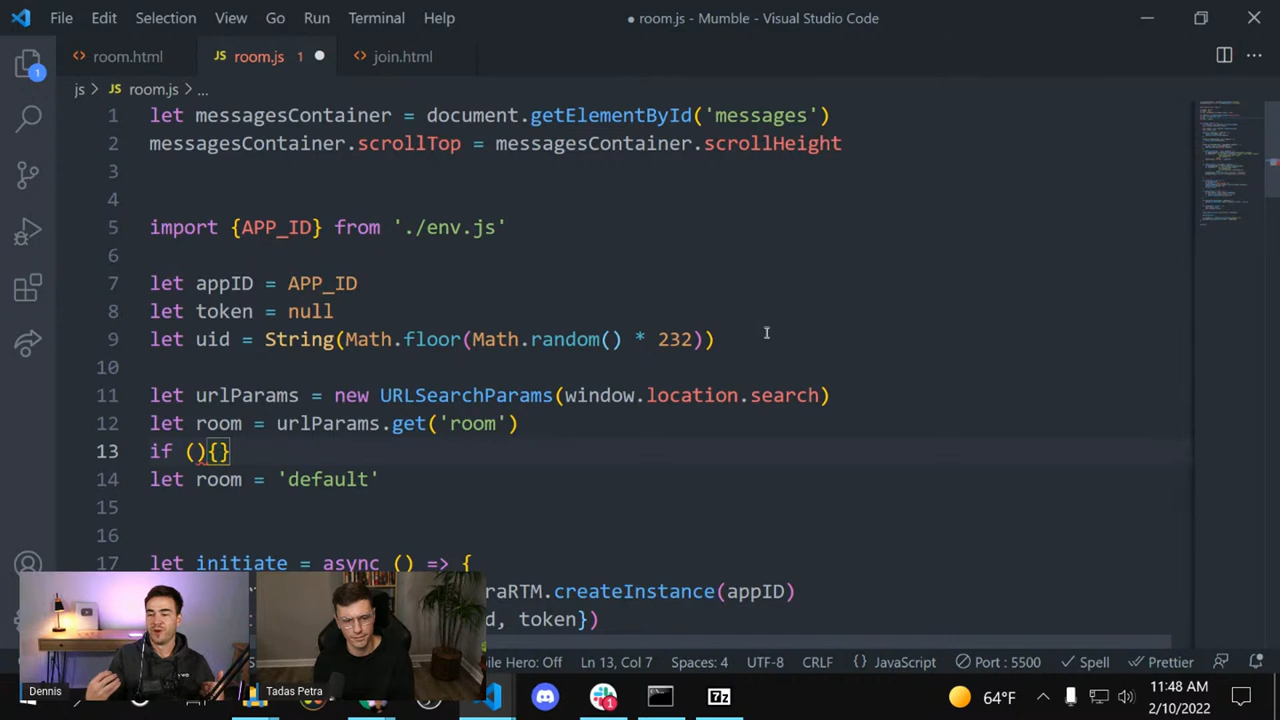 File Edit Selection View Go Run Terminal Help
● room.js - Mumble - Visual Studio Code
1
room.html
JS room.js 1
join.html
js > JS room.js > ...
1 let messagesContainer = document.getElementById('messages')
2 messagesContainer.scrollTop = messagesContainer.scrollHeight
3
4
5 import {APP_ID} from './env.js'
6
7 let appID = APP_ID
8 let token = null
9 let uid = String(Math.floor(Math.random() * 232))
10
11 let urlParams = new URLSearchParams(window.location.search)
12 let room = urlParams.get('room')
13 if (){}
14 let room = 'default'
15
16
17 let initiate = async () => {
raRTM.createInstance(appID)
d, token})
Dennis
Tadas Petra
Hero: Off Ln 13, Col 7 Spaces: 4 UTF-8 CRLF {} JavaScript Port : 5500 Spell Prettier
1
7z
64°F
11:48 AM
2/10/2022